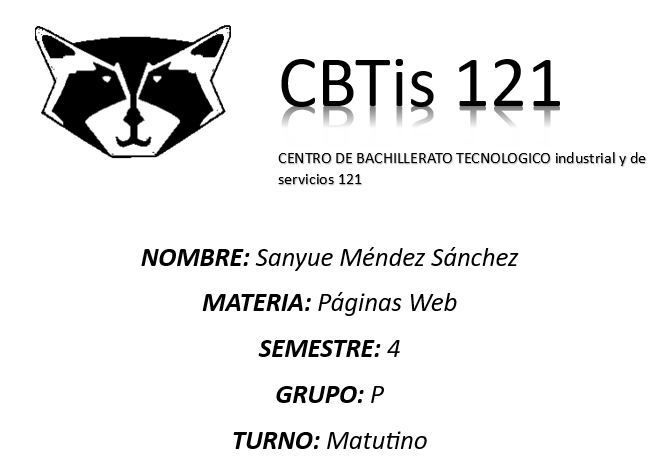 CBTis 121
CENTRO DE BACHILLERATO TECNOLOGICO industrial y de
servicios 121
NOMBRE: Sanyue Méndez Sánchez
MATERIA: Páginas Web
SEMESTRE: 4
GRUPO: P
TURNO: Matutino